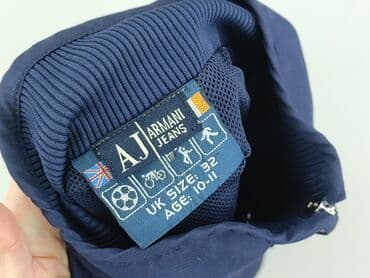 AJ ARMANI
JEANS
UK SIZE: 32
AGE: 10-11